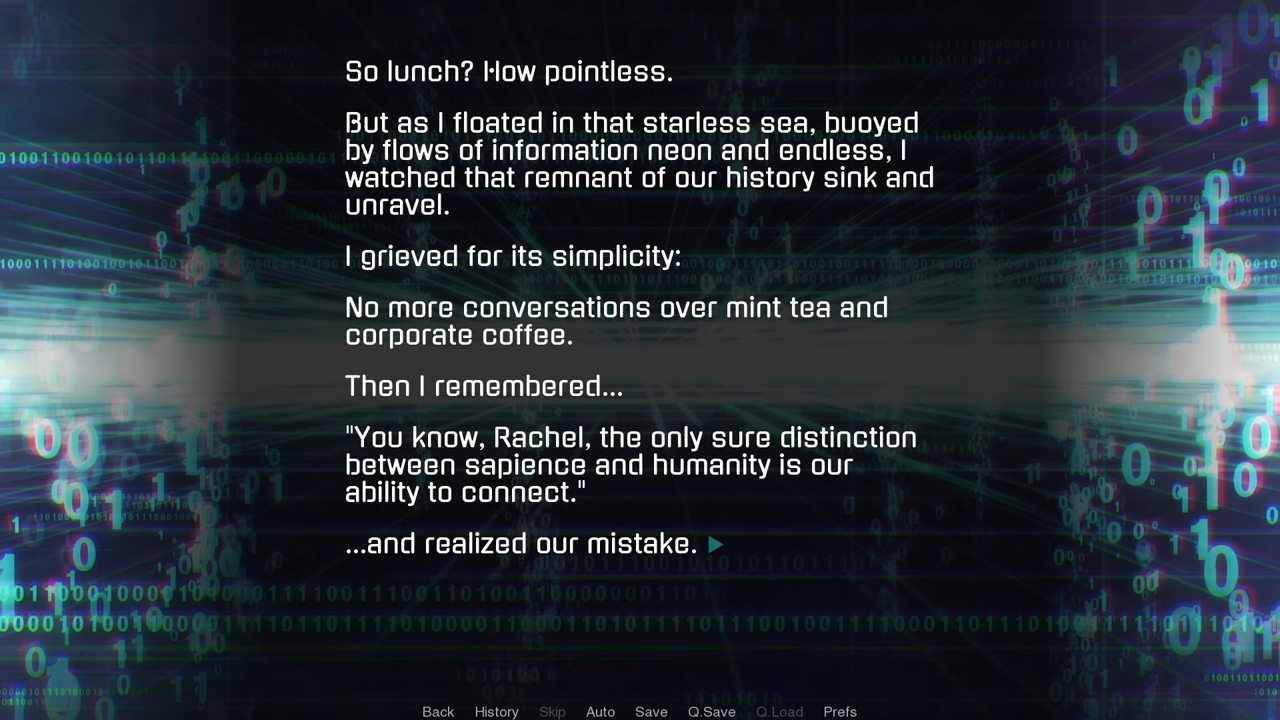 So lunch? How pointless.
But as I floated in that starless sea, buoyed
by flows of information neon and endless, I
watched that remnant of our history sink and
unravel.
I grieved for its simplicity:
No more conversations over mint tea and
corporate coffee.
Then I remembered...
"You know, Rachel, the only sure distinction
between sapience and humanity is our
ability to connect."
...and realized our mistake.
Back History Skip Auto Save Q.Save Q.Load Prefs